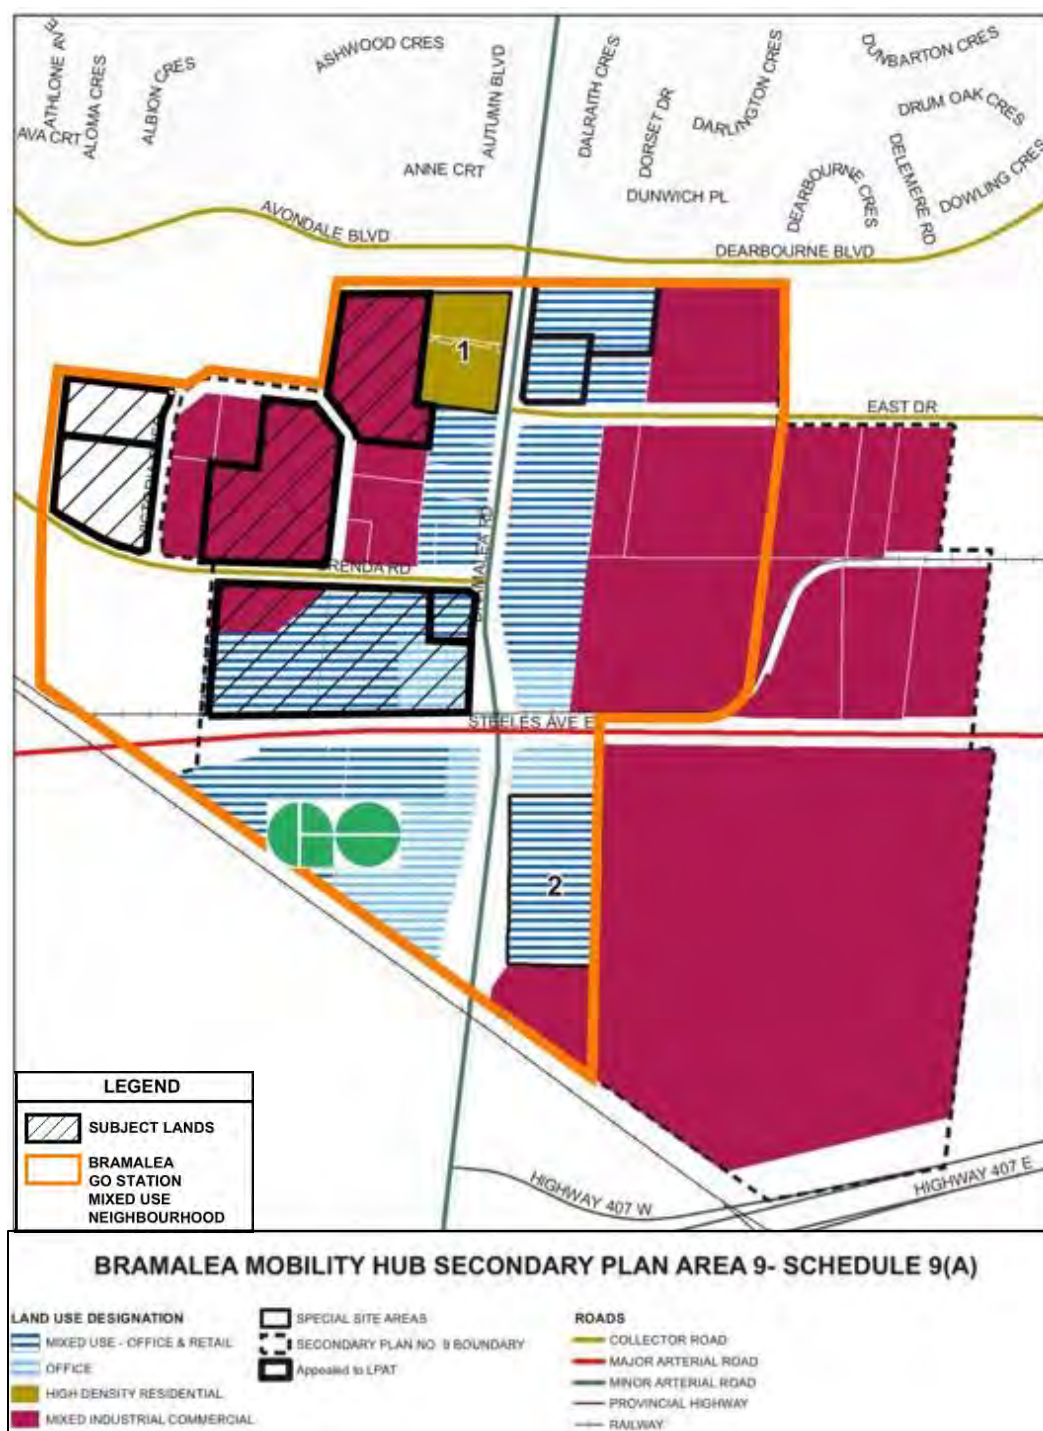 ATHLONE AVE
ASHWOOD CRES
AUTUMN BLVD
DALRAITH CRES
DARLINGTON CRES
DUNBARTON CRES
AVA CRT
ALOMA CRES
ALBION CRES
DORSET DR
DRUM OAK CRES
ANNE CRT
DUNWICH PL
DEARBOURNE CRES
DELEMERE RD
DOWLING CRES
AVONDALE BLVD
DEARBOURNE BLVD
1
EAST DR
RENDA RD
STEELES AVE E
GO
2
HIGHWAY 407 W
HIGHWAY 407 E
LEGEND
SUBJECT LANDS
BRAMALEA
GO STATION
MIXED USE
NEIGHBOURHOOD
BRAMALEA MOBILITY HUB SECONDARY PLAN AREA 9- SCHEDULE 9(A)
LAND USE DESIGNATION
MIXED USE - OFFICE & RETAIL
OFFICE
HIGH DENSITY RESIDENTIAL
MIXED INDUSTRIAL COMMERCIAL
SPECIAL SITE AREAS
SECONDARY PLAN NO 9 BOUNDARY
Appealed to LPAT
ROADS
COLLECTOR ROAD
MAJOR ARTERIAL ROAD
MINOR ARTERIAL ROAD
PROVINCIAL HIGHWAY
RAILWAY